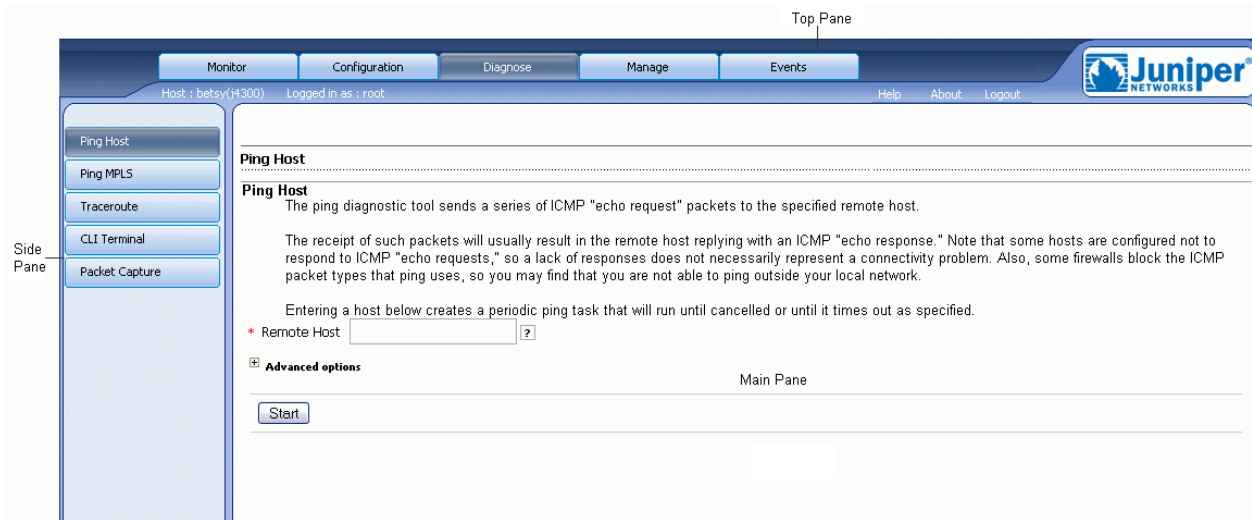 Top Pane
Monitor
Configuration
Diagnose
Manage
Events
Juniper®
NETWORKS
Host : betsy(j4300) Logged in as : root
Help About Logout
Side
Pane
Ping Host
Ping MPLS
Traceroute
CLI Terminal
Packet Capture
Ping Host
Ping Host
The ping diagnostic tool sends a series of ICMP "echo request" packets to the specified remote host.
The receipt of such packets will usually result in the remote host replying with an ICMP "echo response." Note that some hosts are configured not to
respond to ICMP "echo requests," so a lack of responses does not necessarily represent a connectivity problem. Also, some firewalls block the ICMP
packet types that ping uses, so you may find that you are not able to ping outside your local network.
Entering a host below creates a periodic ping task that will run until cancelled or until it times out as specified.
* Remote Host ?
+ Advanced options
Main Pane
Start